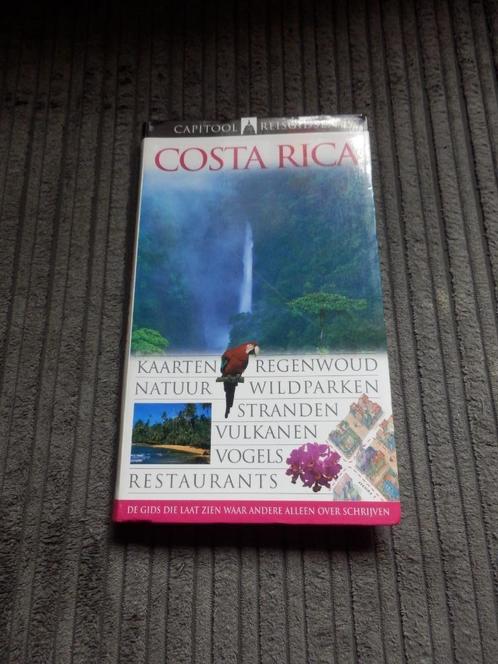 CAPITOOL REISGIDSEN
COSTA RICA
KAARTEN REGENWOUD
NATUUR WILDPARKEN
STRANDEN
VULKANEN
VOGELS
RESTAURANTS
DE GIDS DIE LAAT ZIEN WAAR ANDERE ALLEEN OVER SCHRIJVEN